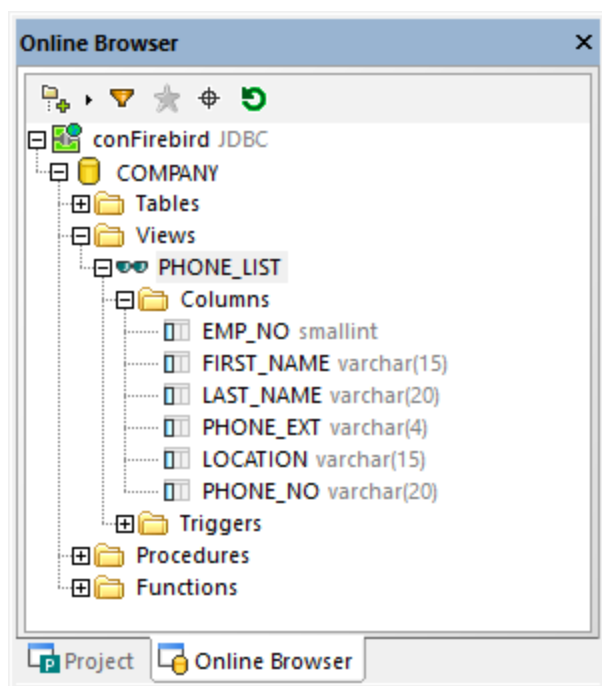 Online Browser
conFirebird JDBC
COMPANY
Tables
Views
PHONE_LIST
Columns
EMP_NO smallint
FIRST_NAME varchar(15)
LAST_NAME varchar(20)
PHONE_EXT varchar(4)
LOCATION varchar(15)
PHONE_NO varchar(20)
Triggers
Procedures
Functions
Project Online Browser